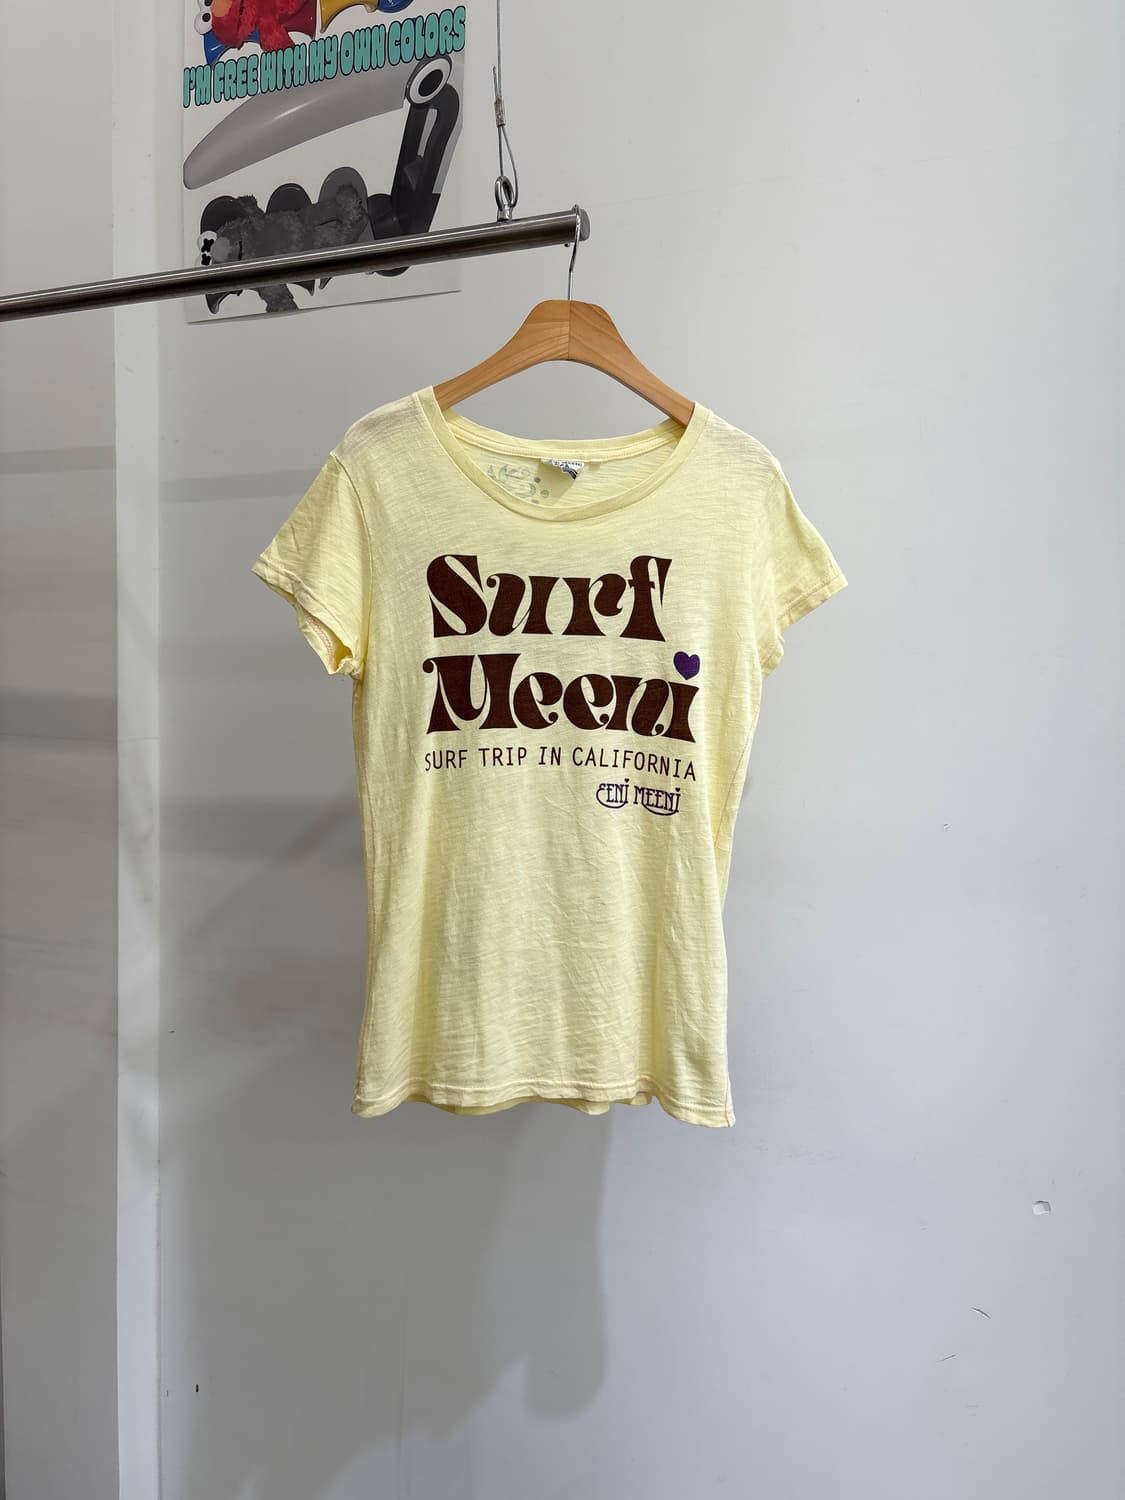 I'M FREE WITH MY OWN COLORS
Surf
Meeni
SURF TRIP IN CALIFORNIA
EENI MEENI